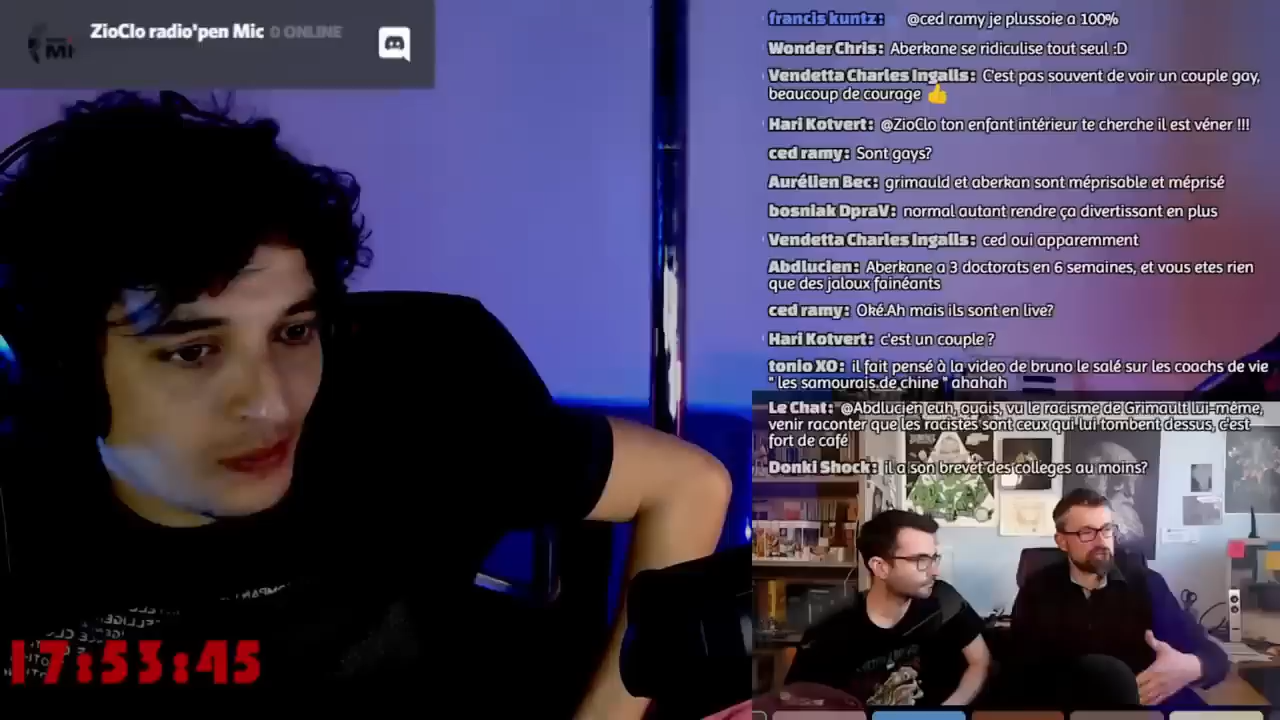 ZioClo radio'pen Mic 0 ONLINE
MI
francis kuntz: @ced ramy je plussoie a 100%
Wonder Chris: Aberkane se ridiculise tout seul :D
Vendetta Charles Ingalls: C'est pas souvent de voir un couple gay,
beaucoup de courage 👍
Hari Kotvert: @ZioClo ton enfant intérieur te cherche il est véner !!!
ced ramy: Sont gays?
Aurélien Bec: grimauld et aberkan sont méprisable et méprisé
bosniak DpraV: normal autant rendre ça divertissant en plus
Vendetta Charles Ingalls: ced oui apparemment
Abdlucien: Aberkane a 3 doctorats en 6 semaines, et vous etes rien
que des jaloux fainéants
ced ramy: Oké.Ah mais ils sont en live?
Hari Kotvert: c'est un couple ?
tonio XO: il fait pensé à la video de bruno le salé sur les coachs de vie
" les samourais de chine " ahahah
Le Chat: @Abdlucien euh, ouais, vu le racisme de Grimault lui-même,
venir raconter que les racistes sont ceux qui lui tombent dessus, c'est
fort de café
Donki Shock: il a son brevet des colleges au moins?
17:53:45